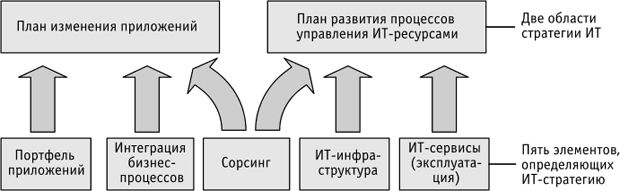 План изменения приложений
План развития процессов
управления ИТ-ресурсами
Две области
стратегии ИТ
Портфель
приложений
Интеграция
бизнес-
процессов
Сорсинг
ИТ-инфра-
структура
ИТ-сервисы
(эксплуата-
ция)
Пять элементов,
определяющих
ИТ-стратегию